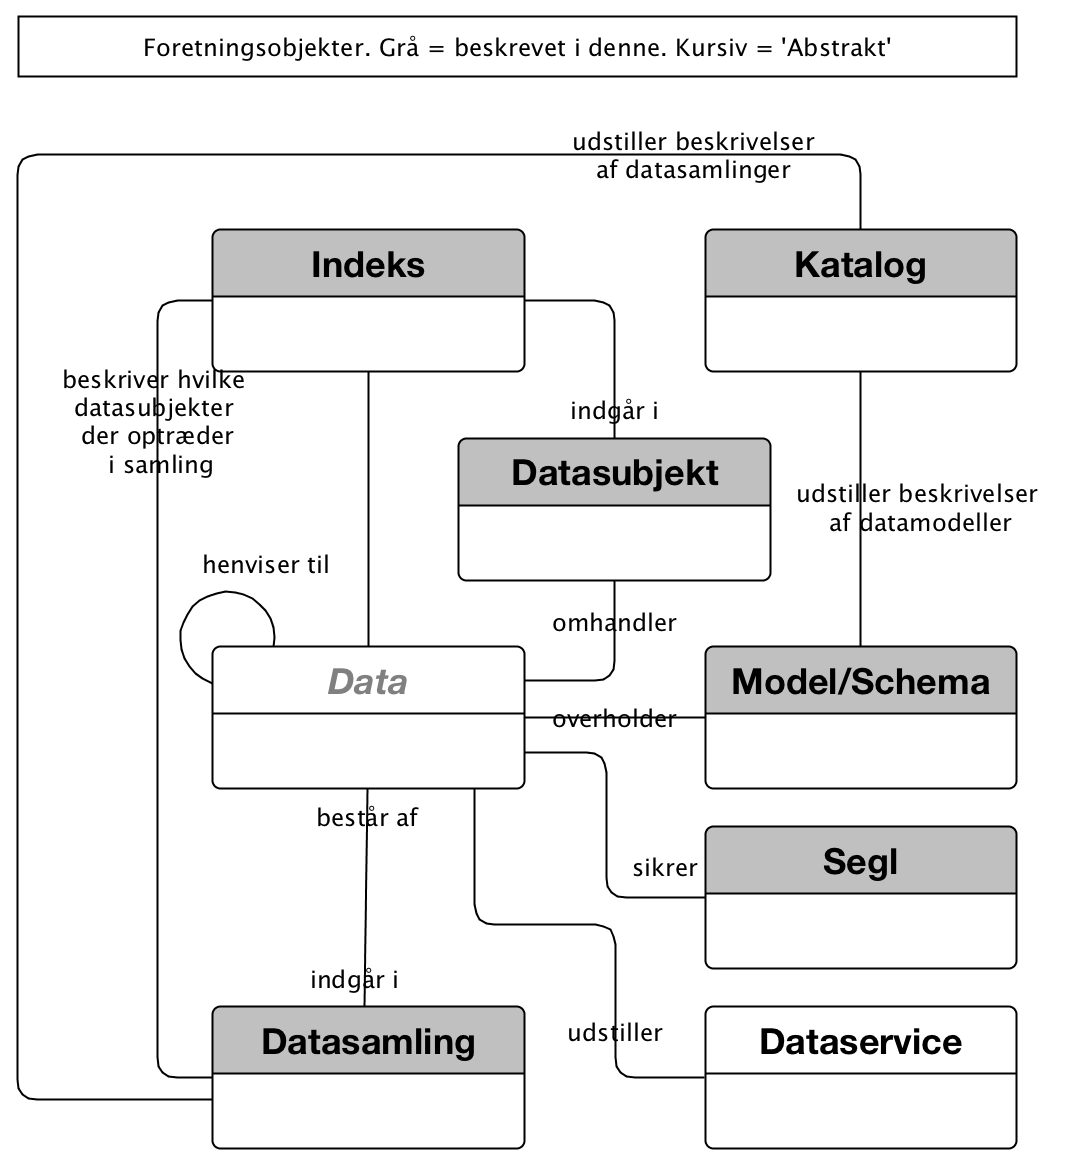 Foretningsobjekter. Grå = beskrevet i denne. Kursiv = 'Abstrakt'
udstiller beskrivelser
af datasamlinger
Indeks
Katalog
beskriver hvilke
datasubjekter
der optræder
i samling
indgår i
Datasubjekt
udstiller beskrivelser
af datamodeller
henviser til
omhandler
Data
Model/Schema
overholder
består af
sikrer
Segl
indgår i
udstiller
Datasamling
Dataservice